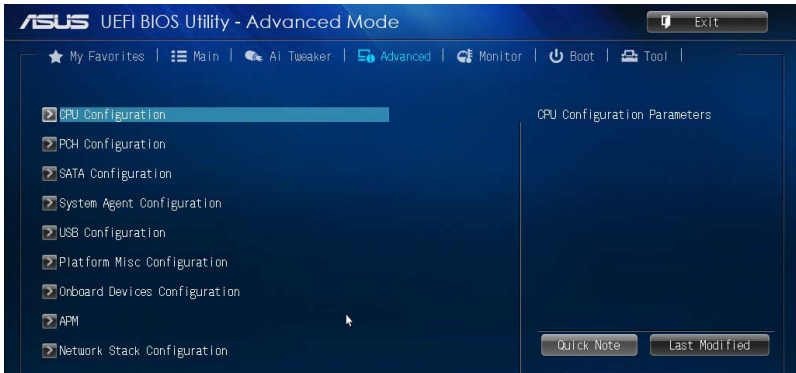 ASUS UEFI BIOS Utility - Advanced Mode Exit
My Favorites | Main | Ai Tweaker | Advanced | Monitor | Boot | Tool |
CPU Configuration
CPU Configuration Parameters
PCH Configuration
SATA Configuration
System Agent Configuration
USB Configuration
Platform Misc Configuration
Onboard Devices Configuration
APM
Network Stack Configuration
Quick Note Last Modified